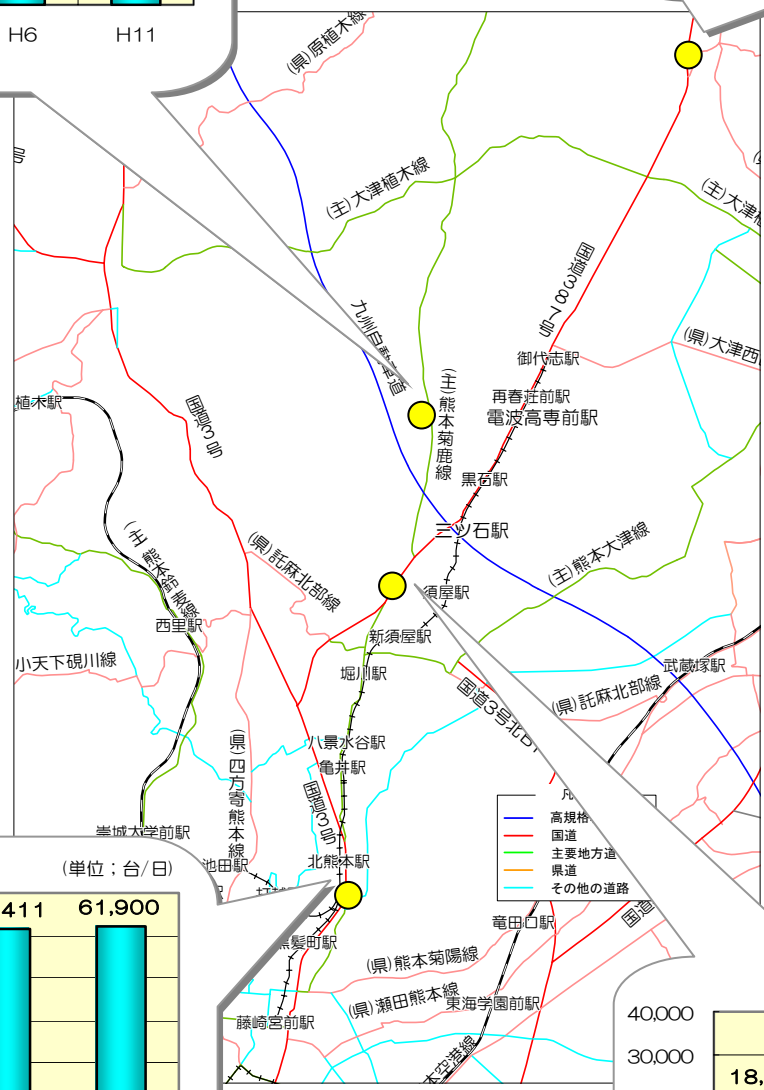 H6 H11
(県)原植木線
号
(主)大津植木線
(主)大津植
国道387号
九州自動車道
御代志駅
(県)大津西
(主)熊本菊鹿線
再春荘前駅
電波高専前駅
植木駅
国道3号
黒石駅
三ツ石駅
(主)熊本鈴麦線
(県)託麻北部線
(主)熊本大津線
須屋駅
西里駅
新須屋駅
小天下硯川線
堀川駅
武蔵塚駅
国道3号北
(県)託麻北部線
(県)四方寄熊本線
八景水谷駅
亀井駅
国道3号
凡
高規格
国道
主要地方道
県道
その他の道路
崇城大学前駅
(単位;台/日)
池田駅
北熊本駅
411 61,900
竜田口駅
国道
黒髪町駅
(県)熊本菊陽線
(県)瀬田熊本線
東海学園前駅
藤崎宮前駅
本空港線
40,000
30,000
18,